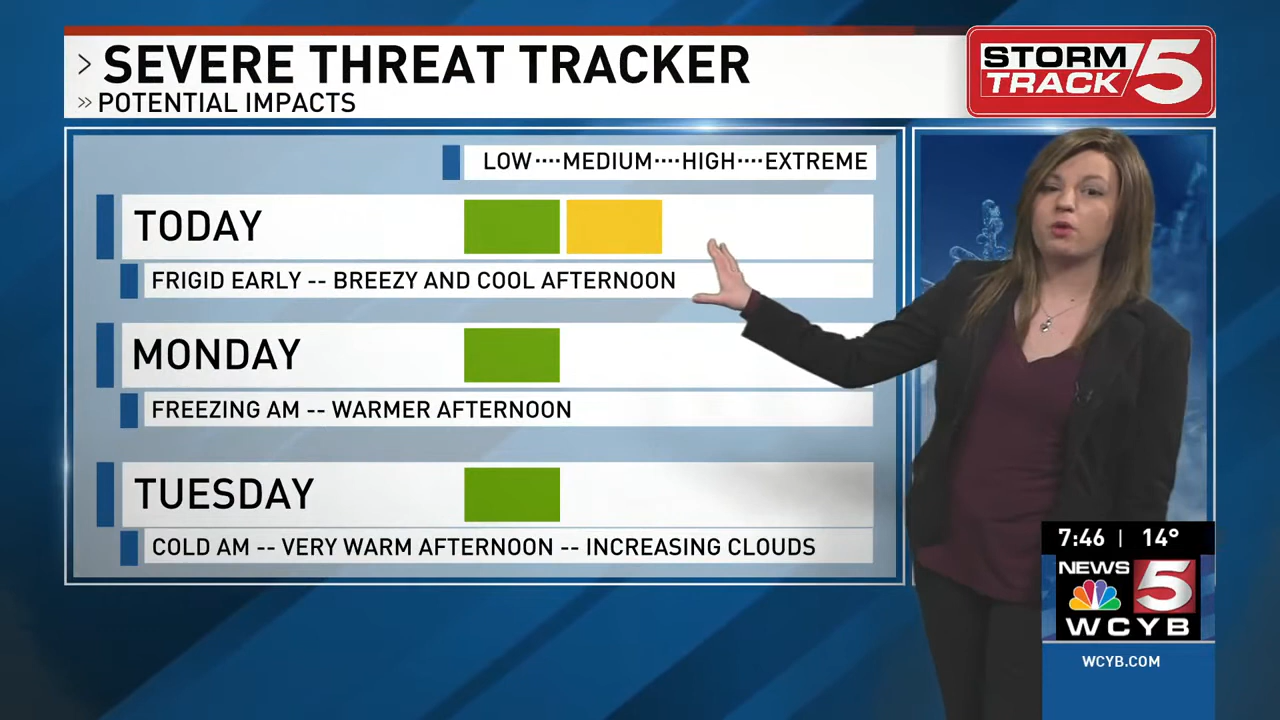 > SEVERE THREAT TRACKER
» POTENTIAL IMPACTS
STORM
TRACK 5
LOW····MEDIUM····HIGH····EXTREME
TODAY
FRIGID EARLY -- BREEZY AND COOL AFTERNOON
MONDAY
FREEZING AM -- WARMER AFTERNOON
TUESDAY
COLD AM -- VERY WARM AFTERNOON -- INCREASING CLOUDS
7:46 | 14°
NEWS 5
WCYB
WCYB.COM